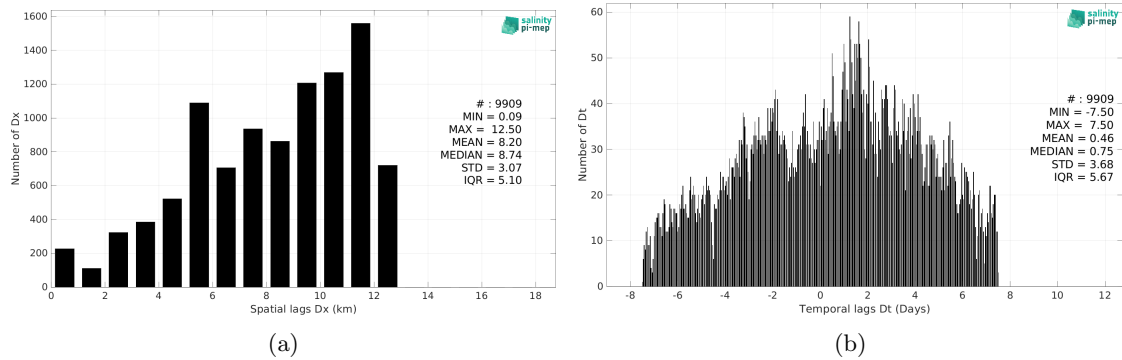 1600
1400
1200
1000
800
600
400
200
0
Number of Dx
0 2 4 6 8 10 12 14 16 18
Spatial lags Dx (km)
salinity
pi-mep
# : 9909
MIN = 0.09
MAX = 12.50
MEAN = 8.20
MEDIAN = 8.74
STD = 3.07
IQR = 5.10
(a)
60
50
40
30
20
10
0
Number of Dt
-8 -6 -4 -2 0 2 4 6 8 10 12
Temporal lags Dt (Days)
salinity
pi-mep
# : 9909
MIN = -7.50
MAX = 7.50
MEAN = 0.46
MEDIAN = 0.75
STD = 3.68
IQR = 5.67
(b)